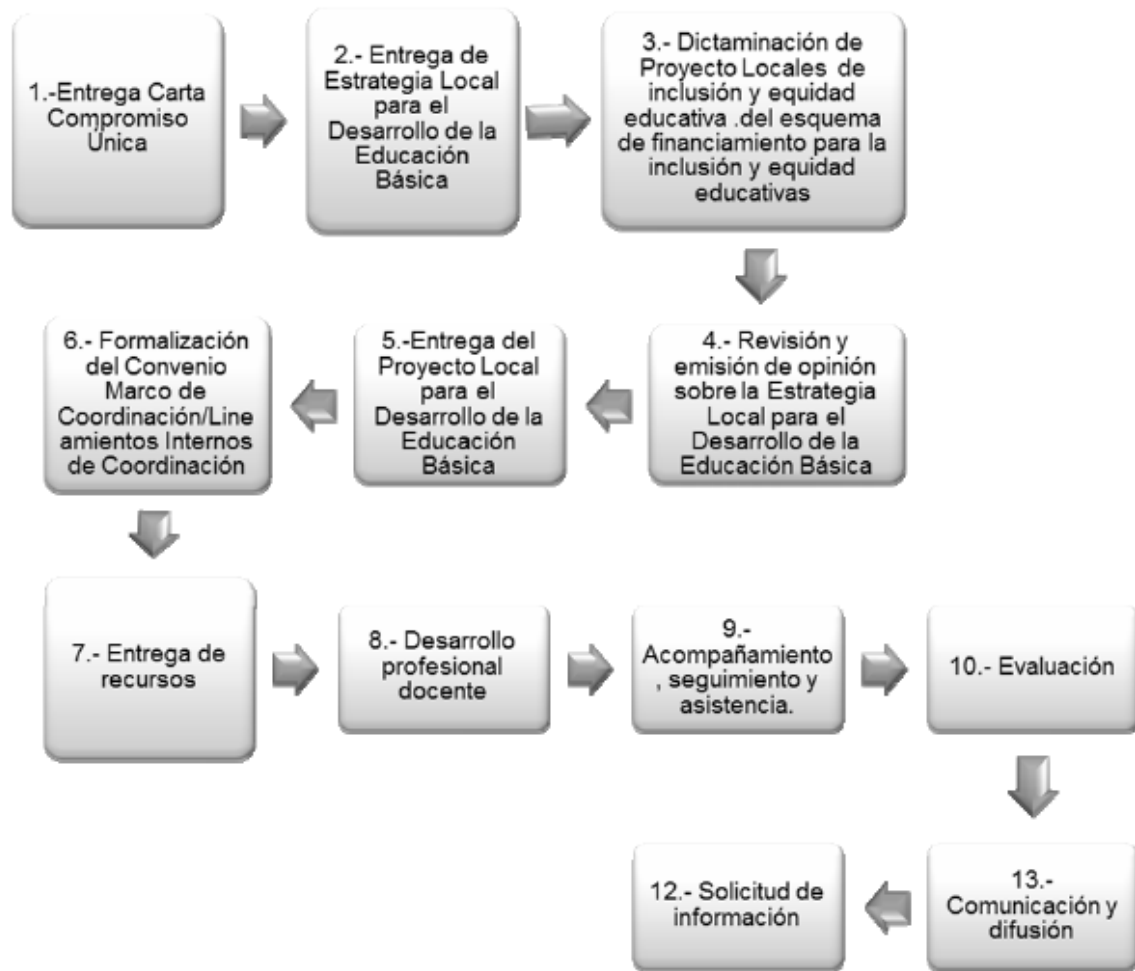 1.-Entrega Carta
Compromiso
Única
2.- Entrega de
Estrategia Local
para el
Desarrollo de la
Educación
Básica
3.- Dictaminación de
Proyecto Locales de
inclusión y equidad
educativa .del esquema
de financiamiento para la
inclusión y equidad
educativas
4.- Revisión y
emisión de opinión
sobre la Estrategia
Local para el
Desarrollo de la
Educación Básica
5.-Entrega del
Proyecto Local
para el
Desarrollo de la
Educación
Básica
6.- Formalización
del Convenio
Marco de
Coordinación/Line
amientos Internos
de Coordinación
7.- Entrega de
recursos
8.- Desarrollo
profesional
docente
9.-
Acompañamiento
, seguimiento y
asistencia.
10.- Evaluación
13.-
Comunicación y
difusión
12.- Solicitud de
información